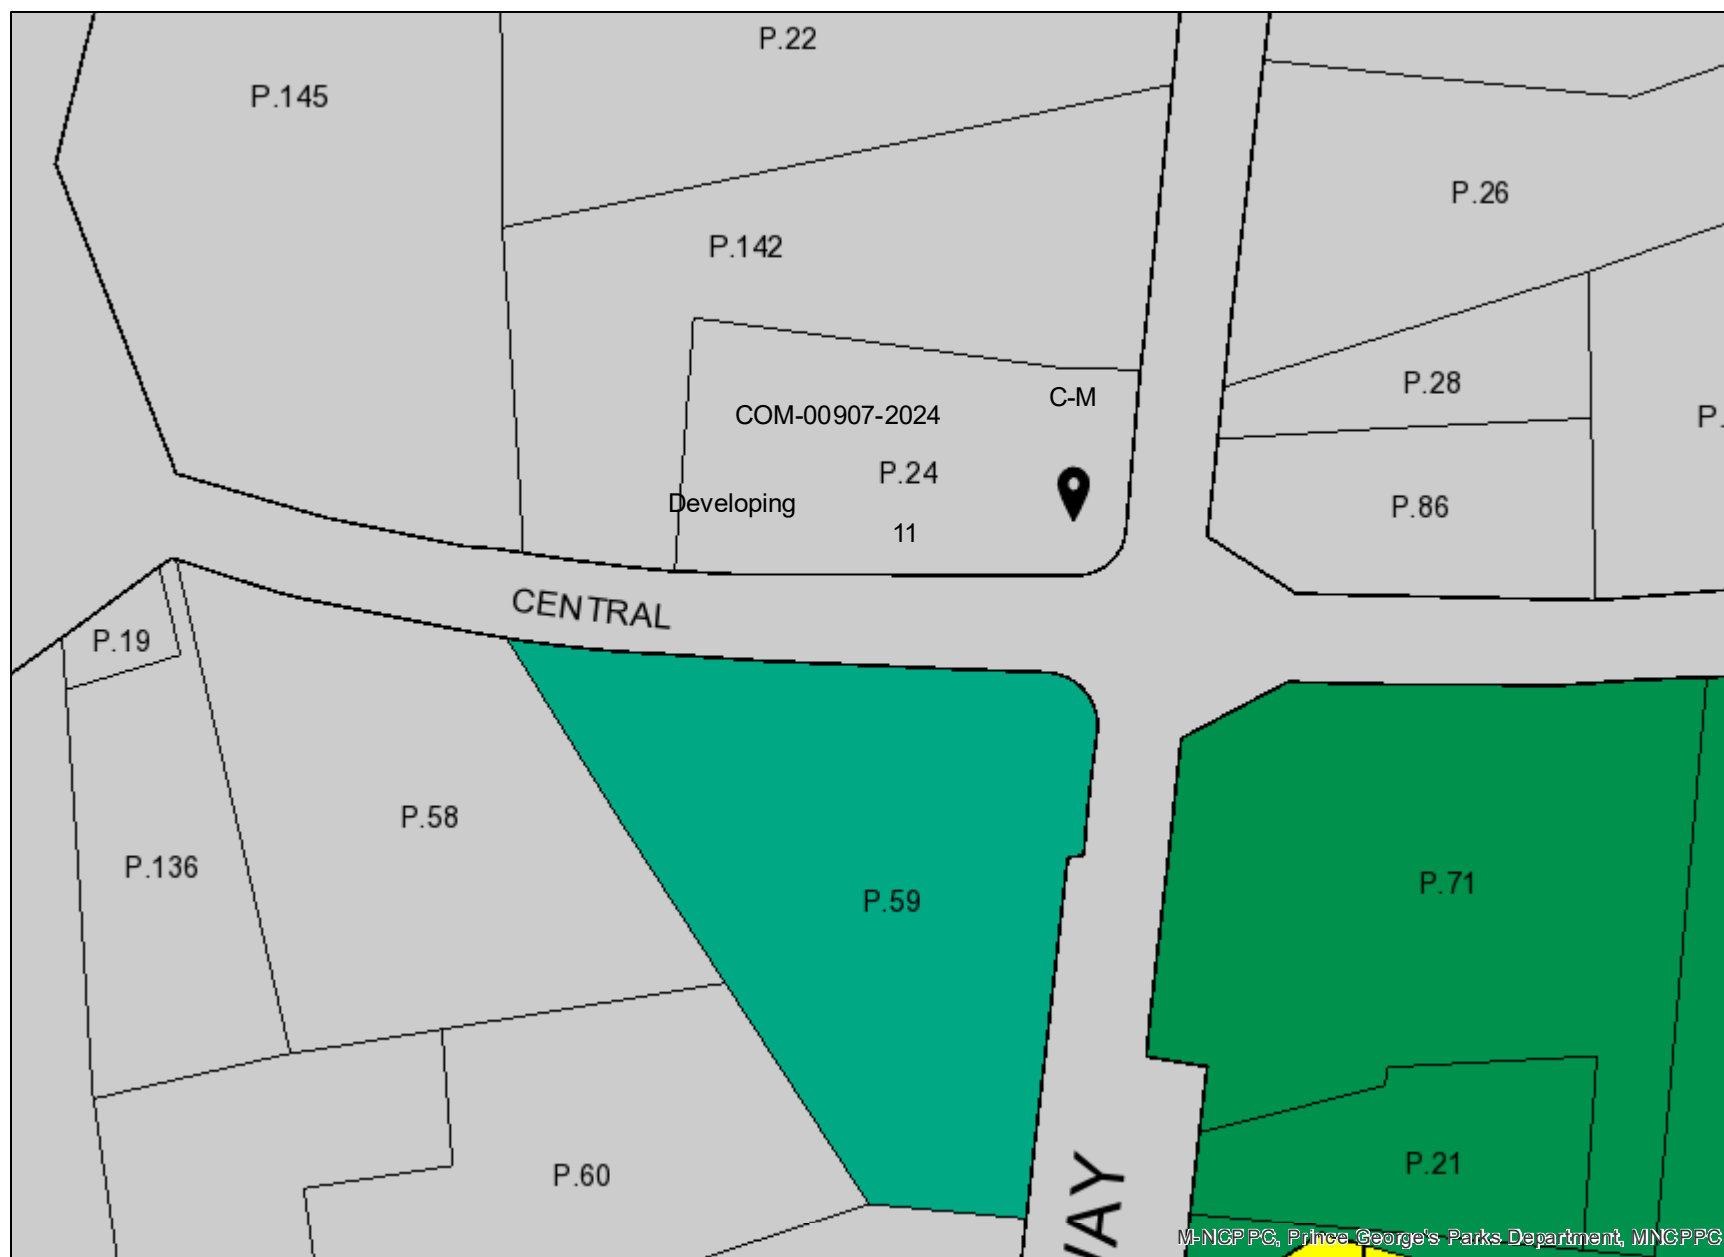 P.22
P.145
P.26
P.142
P.28
C-M
COM-00907-2024
P.
P.24
Developing
P.86
11
CENTRAL
P.19
P.58
P.136
P.71
P.59
P.21
P.60
M-NCPPC, Prince George's Parks Department, MNCPPC